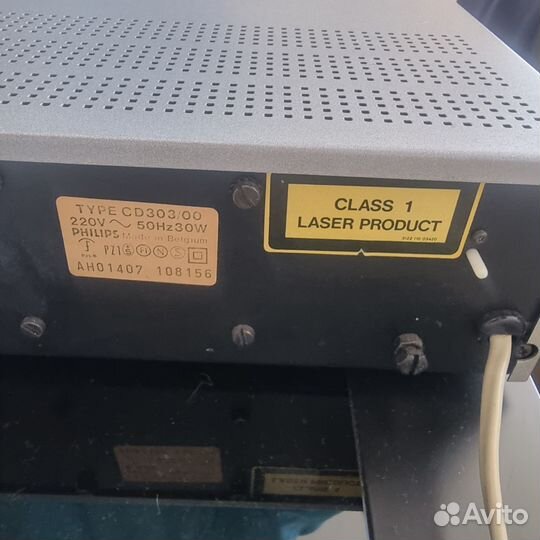 TYPE CD303/00
220V ~ 50Hz 30W
PHILIPS Made in Belgium
AH01407 108156
CLASS 1
LASER PRODUCT
Avito